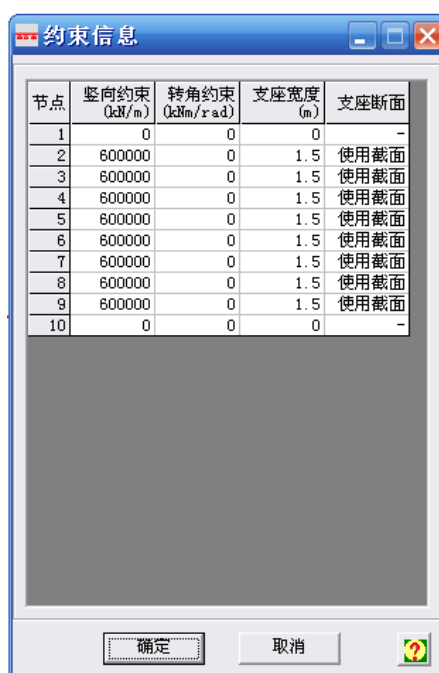 约束信息
节点 竖向约束 (kN/m) 转角约束 (kNm/rad) 支座宽度 (m) 支座断面
1 0 0 0 -
2 600000 0 1.5 使用截面
3 600000 0 1.5 使用截面
4 600000 0 1.5 使用截面
5 600000 0 1.5 使用截面
6 600000 0 1.5 使用截面
7 600000 0 1.5 使用截面
8 600000 0 1.5 使用截面
9 600000 0 1.5 使用截面
10 0 0 0 -
确定 取消